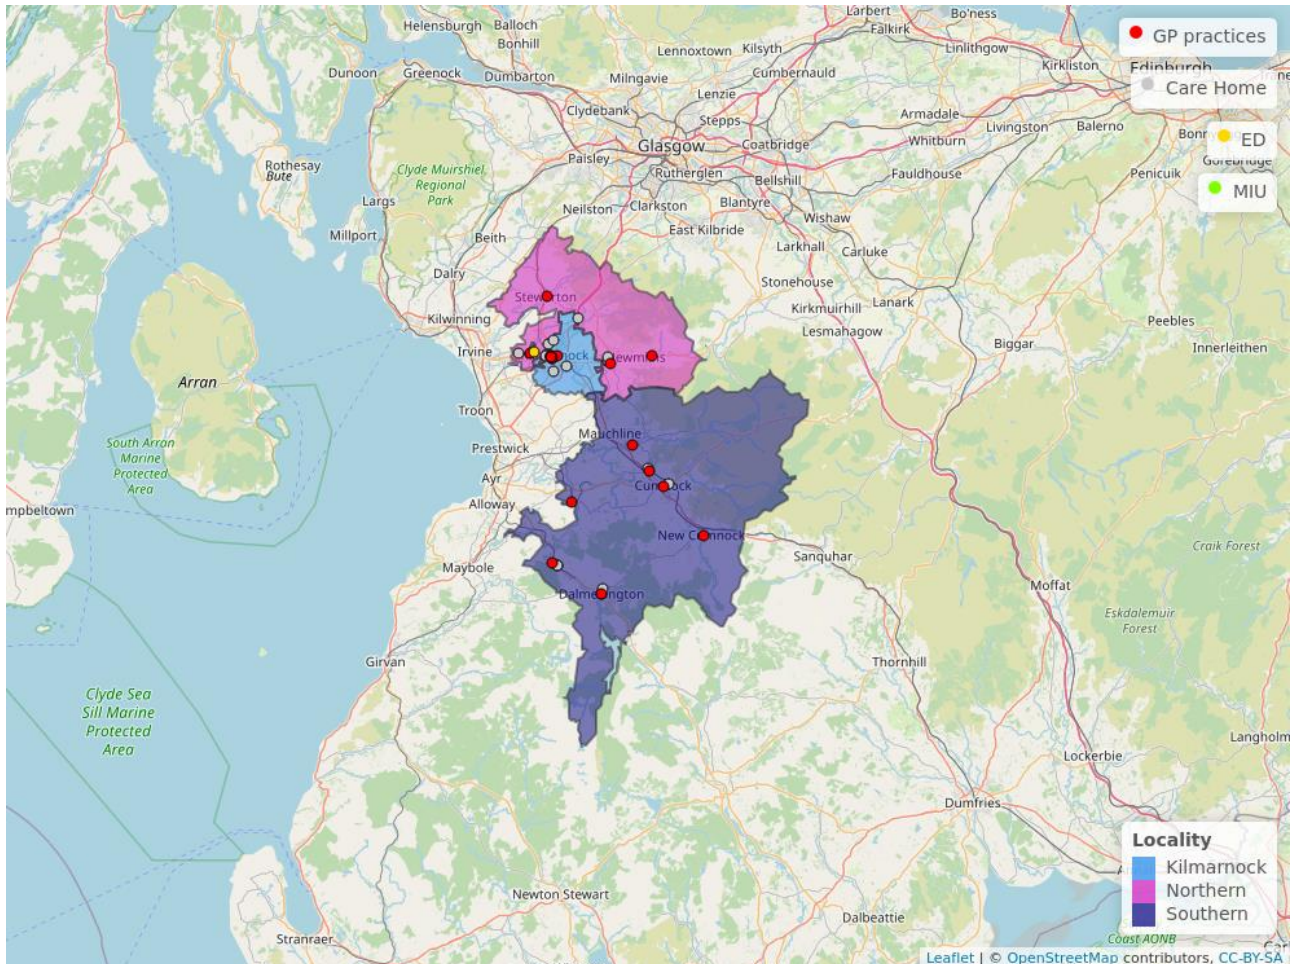 Helensburgh
Balloch
Bonhill
Dunoon
Greenock
Dumbarton
Lennoxtown
Kilsyth
Larbert
Falkirk
Bo'ness
Linlithgow
GP practices
Kirkliston
Edinburgh
Milngavie
Cumbernauld
Lenzie
Care Home
Clydebank
Stepps
Armadale
Livingston
Balerno
ED
Glasgow
Coatbridge
Whitburn
Rothesay
Bute
Clyde Muirshiel
Regional
Park
Paisley
Rutherglen
Bellshill
Fauldhouse
Penicuik
Gorebridge
MIU
Largs
Neilston
Clarkston
Blantyre
Wishaw
Millport
Beith
East Kilbride
Larkhall
Carluke
Dalry
Stonehouse
Kilwinning
Kirkmuirhill
Lanark
Lesmahagow
Peebles
Irvine
Biggar
Innerleithen
Arran
Troon
South Arran
Marine
Protected
Area
Prestwick
Mauchline
Ayr
Alloway
New Cumnock
Sanquhar
Craik Forest
Maybole
Moffat
Eskdalemuir
Forest
Girvan
Thornhill
Clyde Sea
Sill Marine
Protected
Area
Langholm
Lockerbie
Dumfries
Locality
Kilmarnock
Northern
Southern
Newton Stewart
Dalbeattie
Stranraer
Coast AONB
Leaflet | © OpenStreetMap contributors, CC-BY-SA